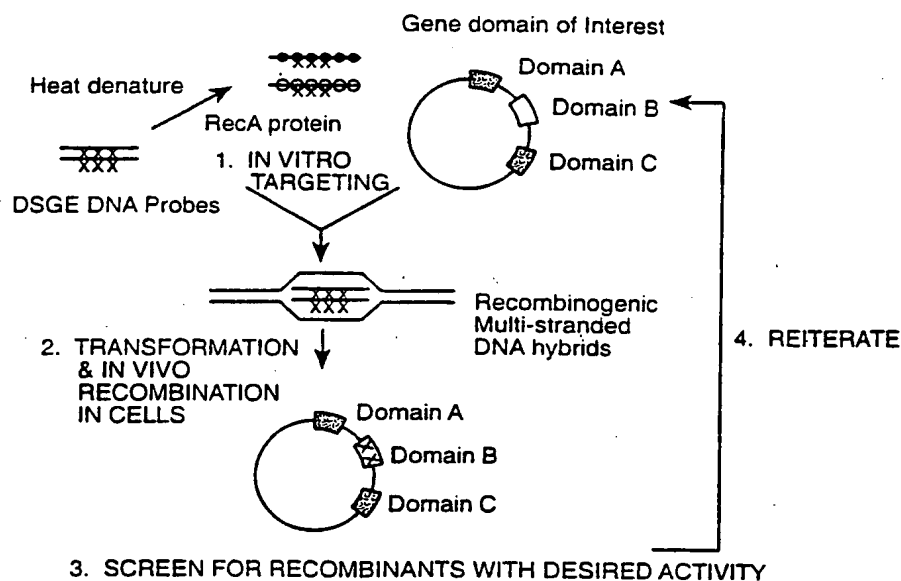 Gene domain of Interest
Domain A
Heat denature
Domain B
RecA protein
1. IN VITRO
TARGETING
Domain C
DSGE DNA Probes
Recombinogenic
Multi-stranded
DNA hybrids
4. REITERATE
2. TRANSFORMATION
& IN VIVO
RECOMBINATION
IN CELLS
Domain A
Domain B
Domain C
3. SCREEN FOR RECOMBINANTS WITH DESIRED ACTIVITY